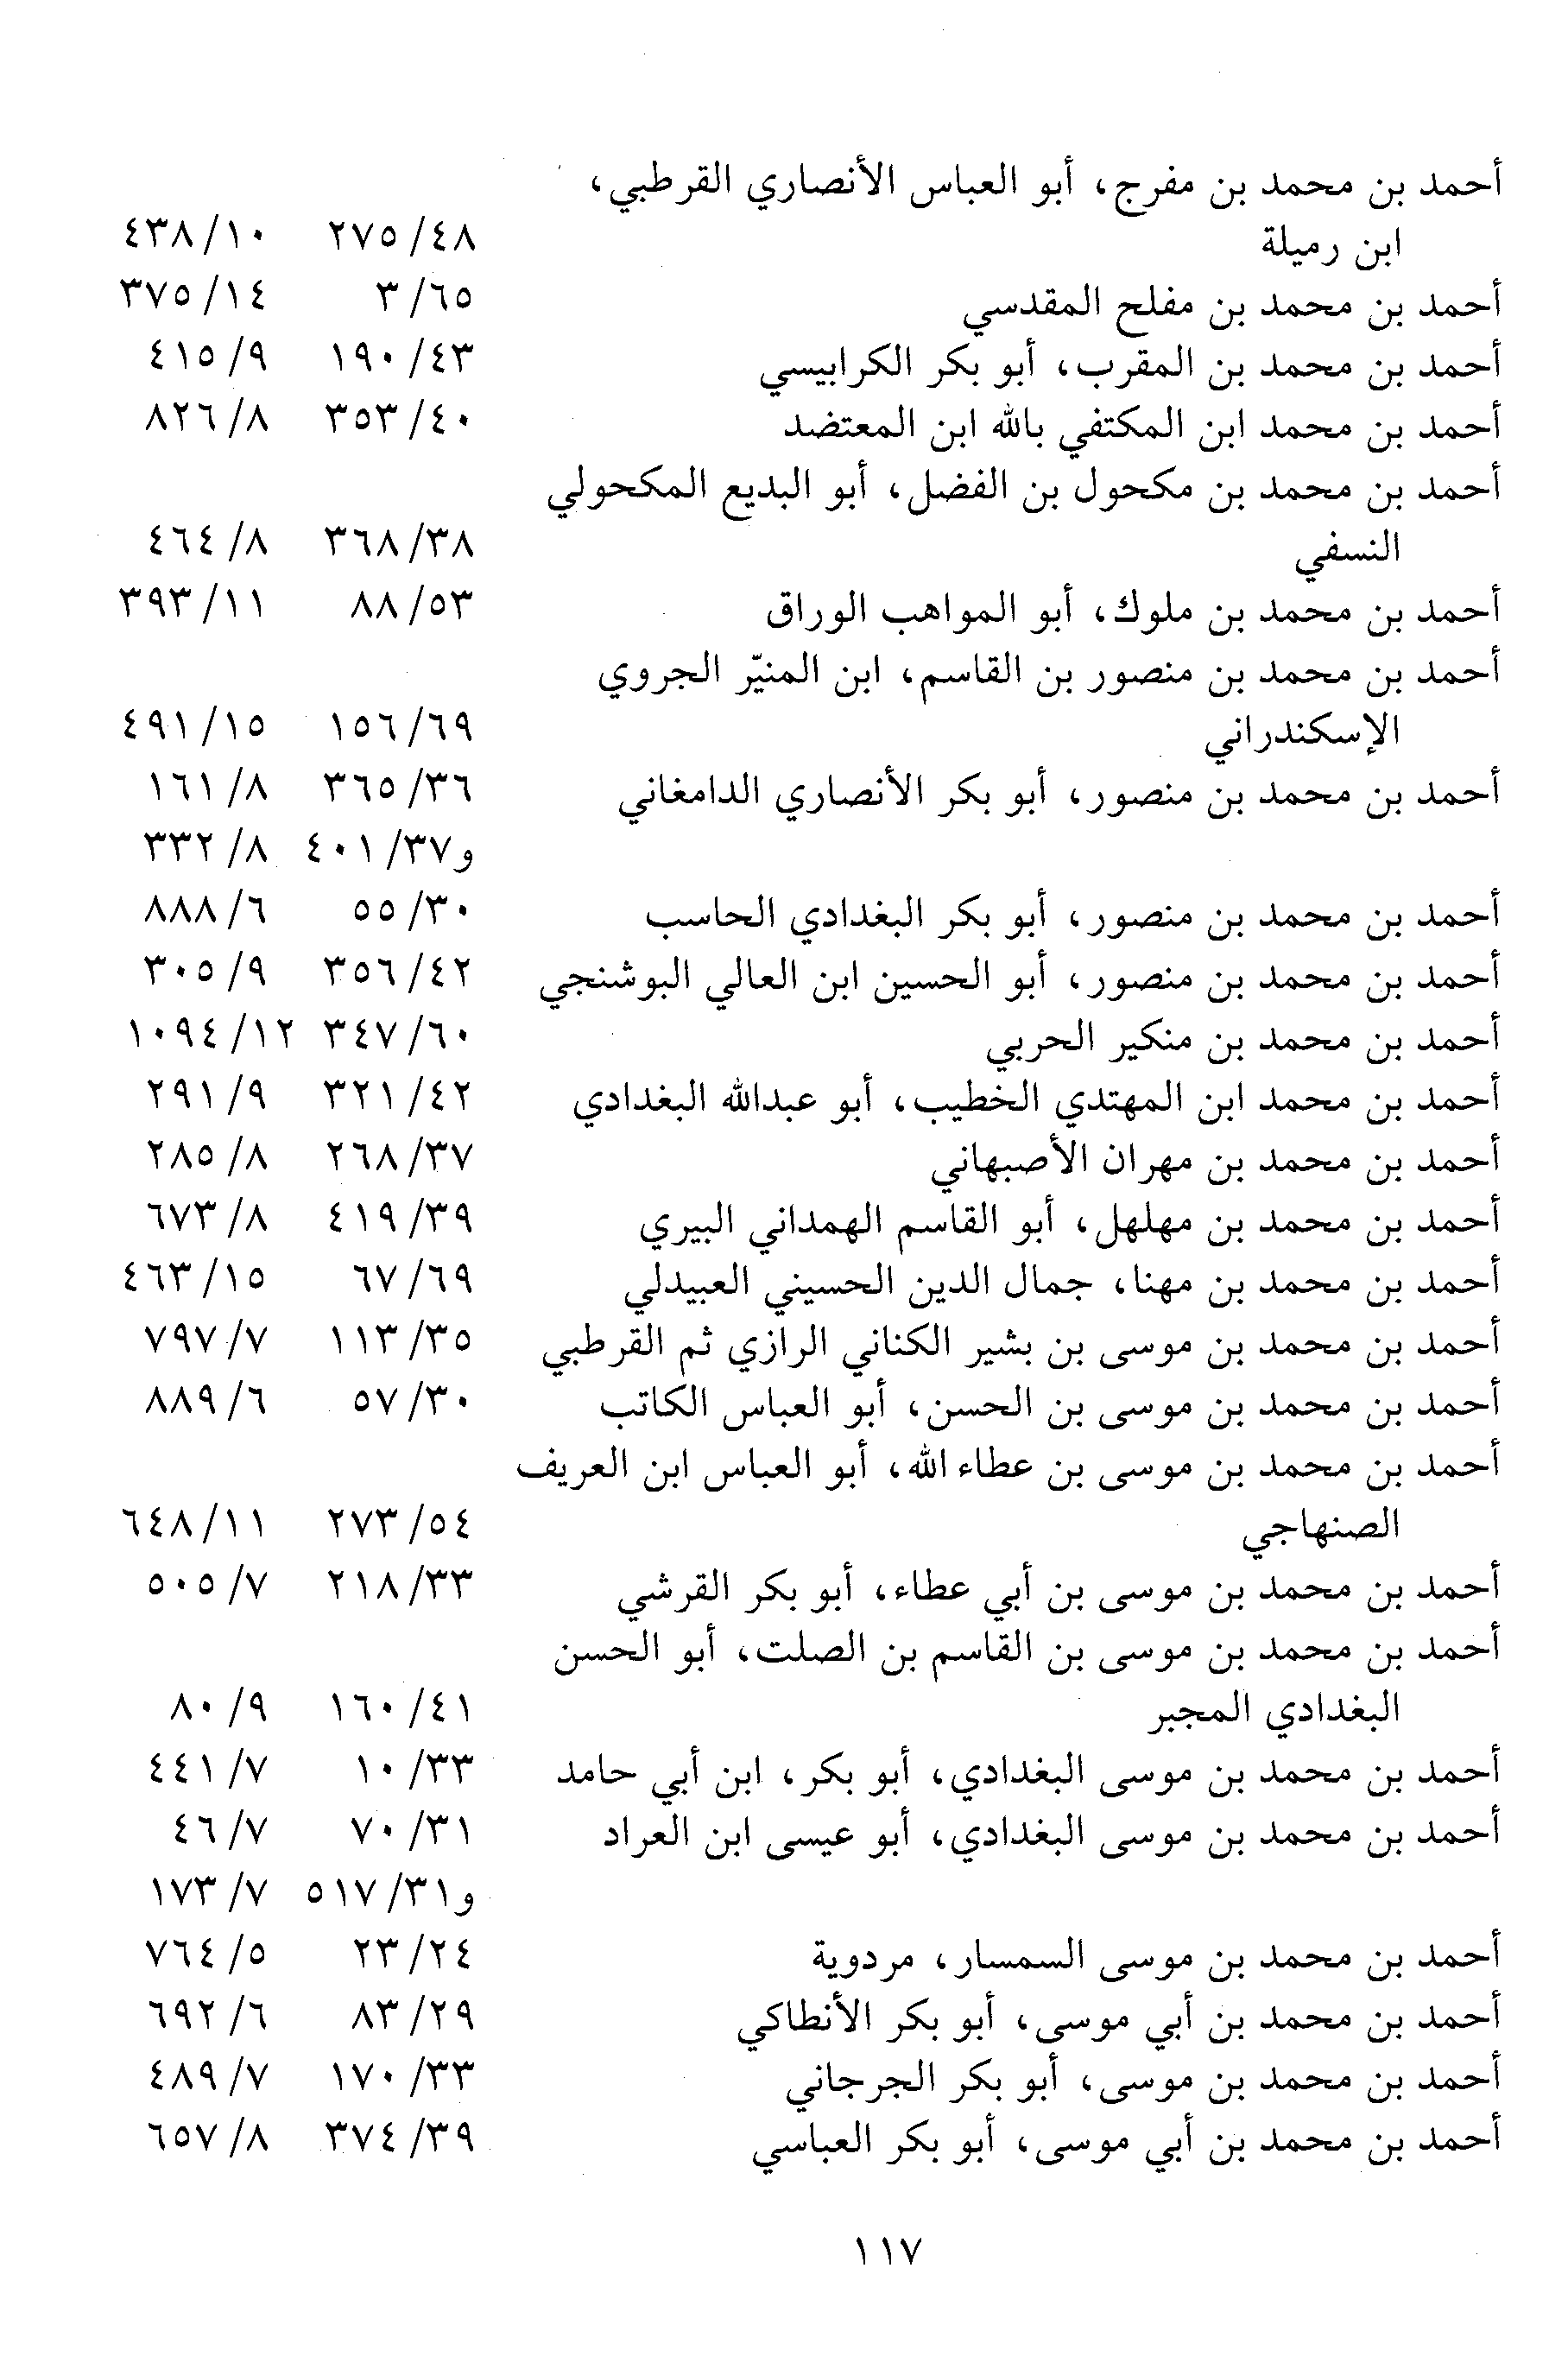 أحمد بن محمد بن مفرج، أبو العباس الأنصاري القرطبي،
ابن رميلة ٤٨/ ٢٧٥ ١٠/ ٤٣٨
أحمد بن محمد بن مفلح المقدسي ٦٥/ ٣ ١٤/ ٣٧٥
أحمد بن محمد بن المقرب، أبو بكر الكرابيسي ٤٣/ ١٩٠ ٩/ ٤١٥
أحمد بن محمد ابن المكتفي بالله ابن المعتضد ٤٠/ ٣٥٣ ٨/ ٨٢٦
أحمد بن محمد بن مكحول بن الفضل، أبو البديع المكحولي
النسفي ٣٨/ ٣٦٨ ٨/ ٤٦٤
أحمد بن محمد بن ملوك، أبو المواهب الوراق ٥٣/ ٨٨ ١١/ ٣٩٣
أحمد بن محمد بن منصور بن القاسم، ابن المنيّر الجروي
الإسكندراني ٦٩/ ١٥٦ ١٥/ ٤٩١
أحمد بن محمد بن منصور، أبو بكر الأنصاري الدامغاني ٣٦/ ٣٦٥ ٨/ ١٦١
و٣٧/ ٤٠١ ٨/ ٣٣٢
أحمد بن محمد بن منصور، أبو بكر البغدادي الحاسب ٣٠/ ٥٥ ٦/ ٨٨٨
أحمد بن محمد بن منصور، أبو الحسين ابن العالي البوشنجي ٤٢/ ٣٥٦ ٩/ ٣٠٥
أحمد بن محمد بن منكير الحربي ٦٠/ ٣٤٧ ١٢/ ١٠٩٤
أحمد بن محمد ابن المهتدي الخطيب، أبو عبدالله البغدادي ٤٢/ ٣٢١ ٩/ ٢٩١
أحمد بن محمد بن مهران الأصبهاني ٣٧/ ٢٦٨ ٨/ ٢٨٥
أحمد بن محمد بن مهلهل، أبو القاسم الهمداني البيري ٣٩/ ٤١٩ ٨/ ٦٧٣
أحمد بن محمد بن مهنا، جمال الدين الحسيني العبيدلي ٦٩/ ٦٧ ١٥/ ٤٦٣
أحمد بن محمد بن موسى بن بشير الكناني الرازي ثم القرطبي ٣٥/ ١١٣ ٧/ ٧٩٧
أحمد بن محمد بن موسى بن الحسن، أبو العباس الكاتب ٣٠/ ٥٧ ٦/ ٨٨٩
أحمد بن محمد بن موسى بن عطاء الله، أبو العباس ابن العريف
الصنهاجي ٥٤/ ٢٧٣ ١١/ ٦٤٨
أحمد بن محمد بن موسى بن أبي عطاء، أبو بكر القرشي ٣٣/ ٢١٨ ٧/ ٥٠٥
أحمد بن محمد بن موسى بن القاسم بن الصلت، أبو الحسن
البغدادي المجبر ٤١/ ١٦٠ ٩/ ٨٠
أحمد بن محمد بن موسى البغدادي، أبو بكر، ابن أبي حامد ٣٣/ ١٠ ٧/ ٤٤١
أحمد بن محمد بن موسى البغدادي، أبو عيسى ابن العراد ٣١/ ٧٠ ٧/ ٤٦
و٣١/ ٥١٧ ٧/ ١٧٣
أحمد بن محمد بن موسى السمسار، مردوية ٢٤/ ٢٣ ٥/ ٧٦٤
أحمد بن محمد بن أبي موسى، أبو بكر الأنطاكي ٢٩/ ٨٣ ٦/ ٦٩٢
أحمد بن محمد بن موسى، أبو بكر الجرجاني ٣٣/ ١٧٠ ٧/ ٤٨٩
أحمد بن محمد بن أبي موسى، أبو بكر العباسي ٣٩/ ٣٧٤ ٨/ ٦٥٧
١١٧